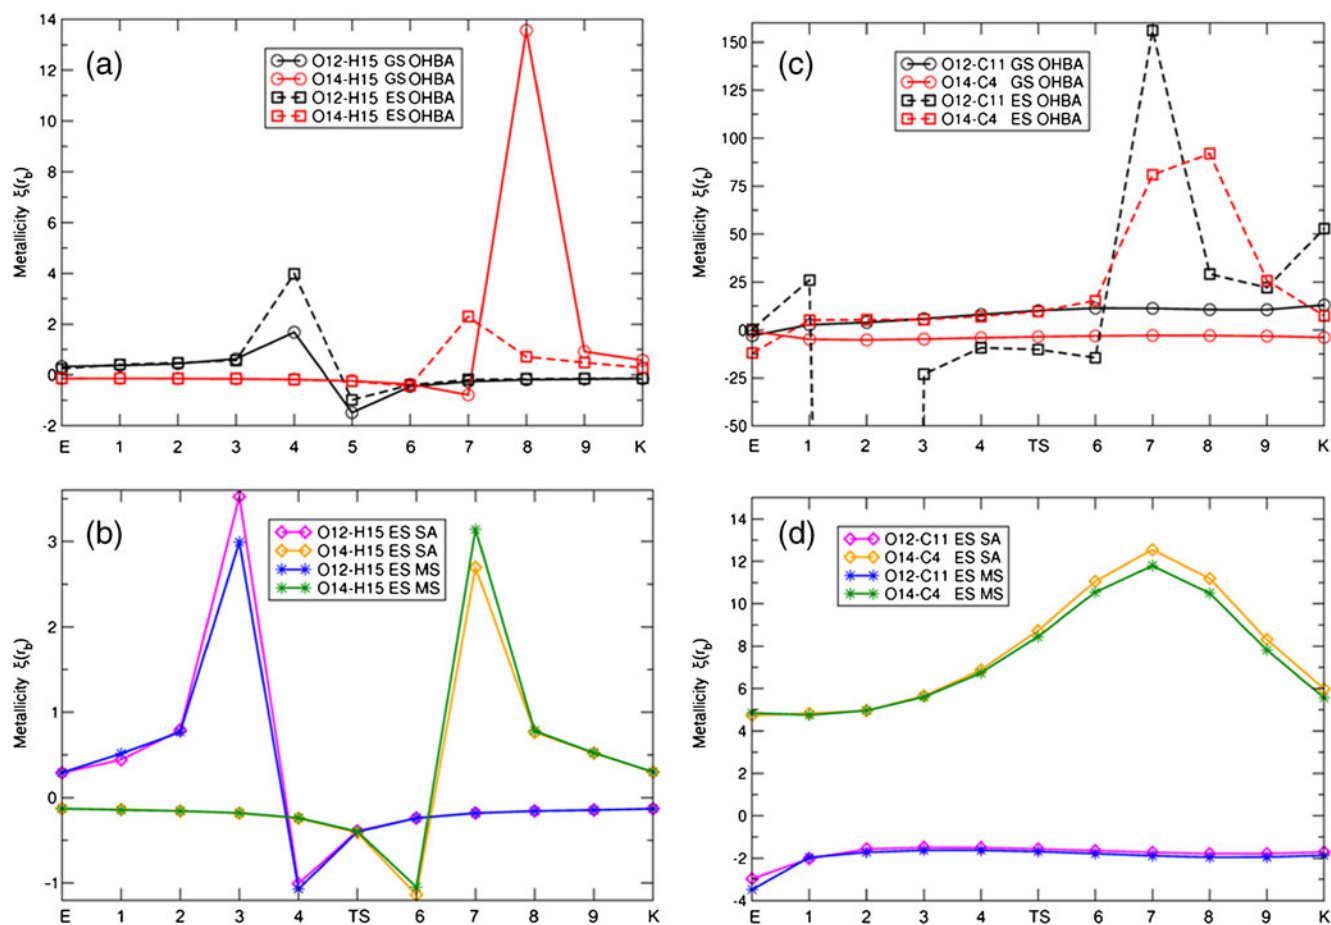 (a)
O12-H15 GS OHBA
O14-H15 GS OHBA
O12-H15 ES OHBA
O14-H15 ES OHBA
Metallicity ξ(r_b)
14
12
10
8
6
4
2
0
-2
E 1 2 3 4 5 6 7 8 9 K
(c)
O12-C11 GS OHBA
O14-C4 GS OHBA
O12-C11 ES OHBA
O14-C4 ES OHBA
Metallicity ξ(r_b)
150
125
100
75
50
25
0
-25
-50
E 1 2 3 4 TS 6 7 8 9 K
(b)
O12-H15 ES SA
O14-H15 ES SA
O12-H15 ES MS
O14-H15 ES MS
Metallicity ξ(r_b)
3
2
1
0
-1
E 1 2 3 4 TS 6 7 8 9 K
(d)
O12-C11 ES SA
O14-C4 ES SA
O12-C11 ES MS
O14-C4 ES MS
Metallicity ξ(r_b)
14
12
10
8
6
4
2
0
-2
-4
E 1 2 3 4 TS 6 7 8 9 K